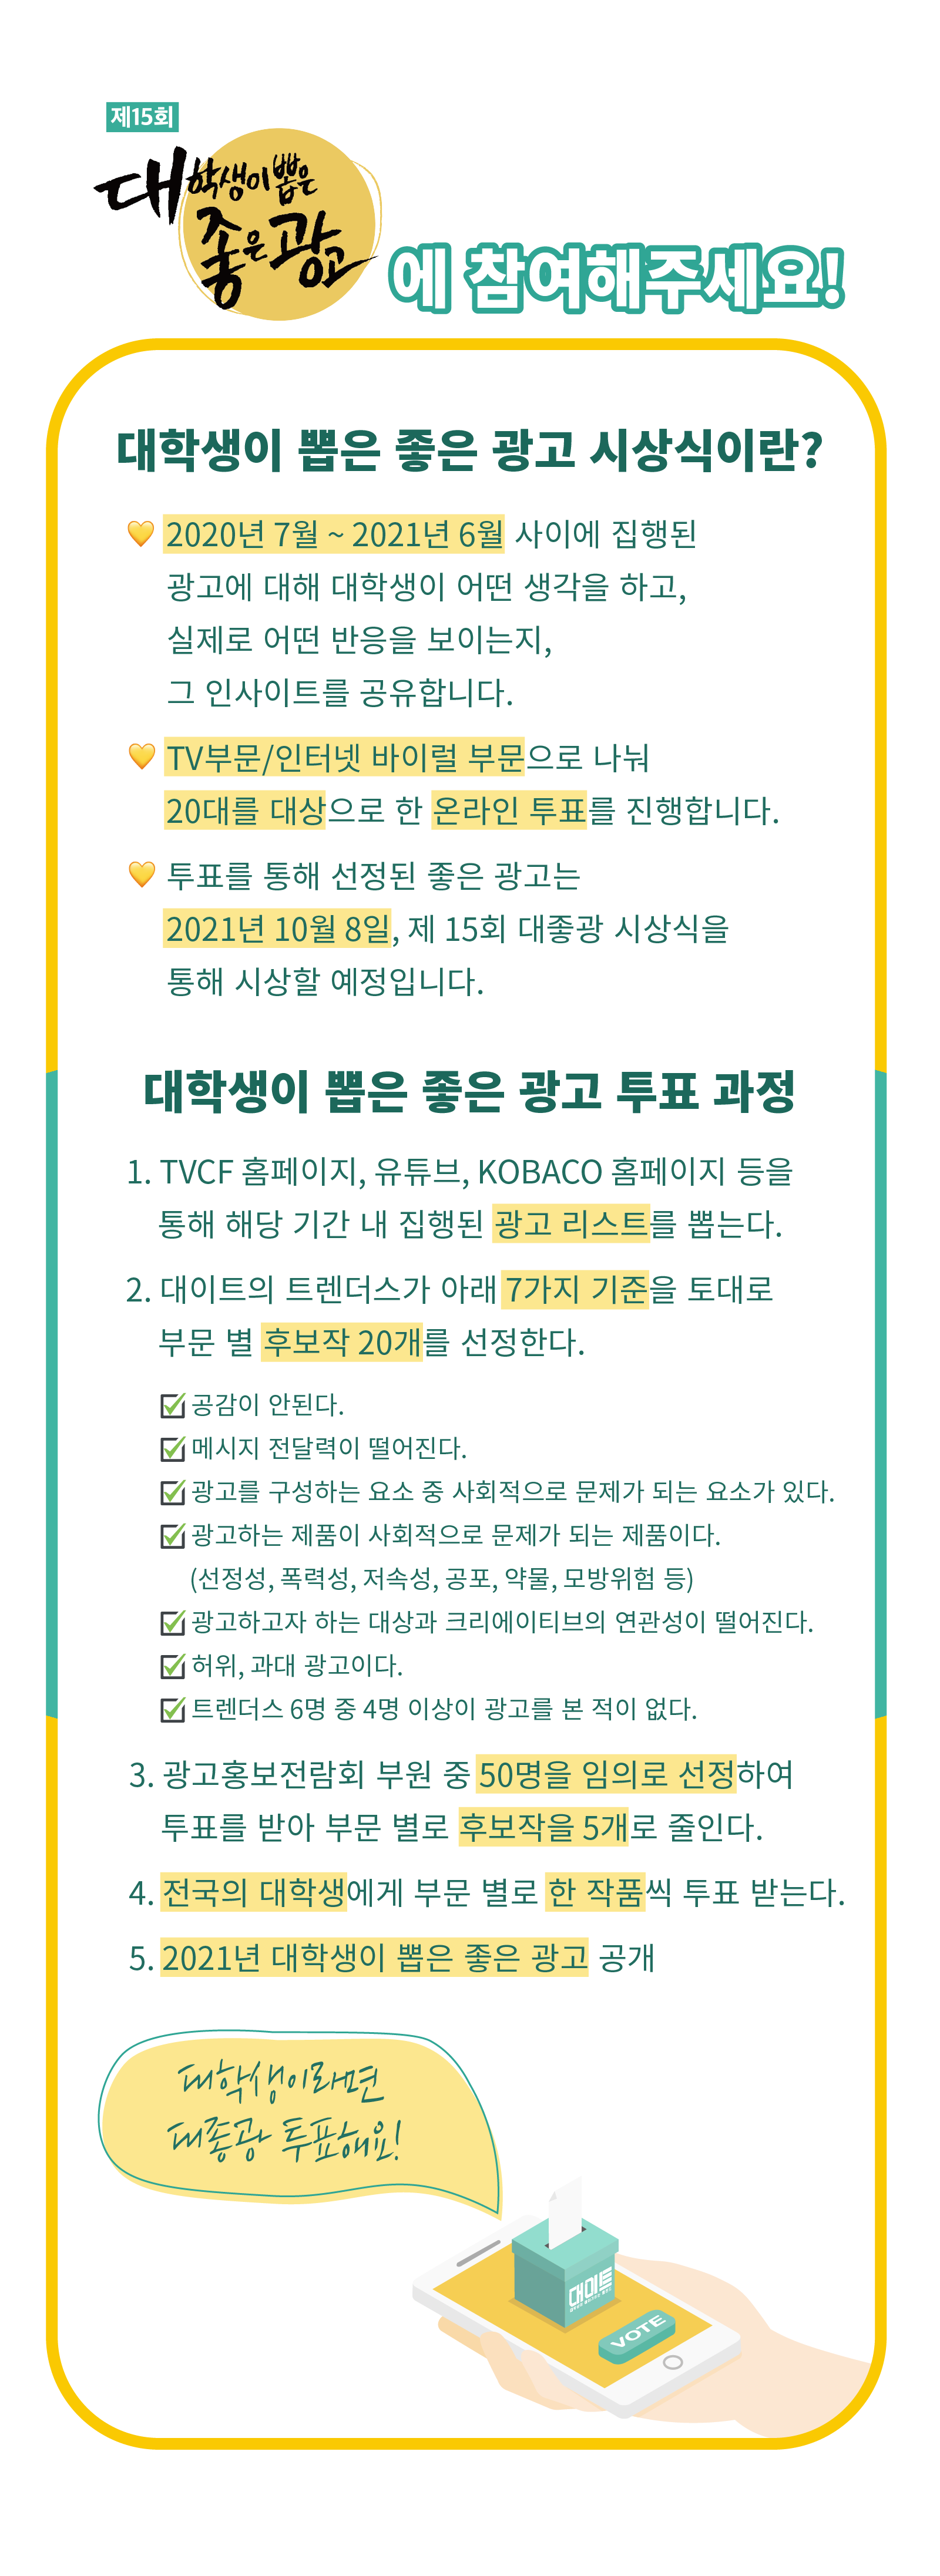 제15회
대학생이 뽑은
좋은 광고
에 참여해주세요!
대학생이 뽑은 좋은 광고 시상식이란?
2020년 7월 ~ 2021년 6월 사이에 집행된
광고에 대해 대학생이 어떤 생각을 하고,
실제로 어떤 반응을 보이는지,
그 인사이트를 공유합니다.
TV부문/인터넷 바이럴 부문으로 나눠
20대를 대상으로 한 온라인 투표를 진행합니다.
투표를 통해 선정된 좋은 광고는
2021년 10월 8일, 제 15회 대좋광 시상식을
통해 시상할 예정입니다.
대학생이 뽑은 좋은 광고 투표 과정
1. TVCF 홈페이지, 유튜브, KOBACO 홈페이지 등을
통해 해당 기간 내 집행된 광고 리스트를 뽑는다.
2. 대이트의 트렌더스가 아래 7가지 기준을 토대로
부문 별 후보작 20개를 선정한다.
공감이 안된다.
메시지 전달력이 떨어진다.
광고를 구성하는 요소 중 사회적으로 문제가 되는 요소가 있다.
광고하는 제품이 사회적으로 문제가 되는 제품이다.
(선정성, 폭력성, 저속성, 공포, 약물, 모방위험 등)
광고하고자 하는 대상과 크리에이티브의 연관성이 떨어진다.
허위, 과대 광고이다.
트렌더스 6명 중 4명 이상이 광고를 본 적이 없다.
3. 광고홍보전람회 부원 중 50명을 임의로 선정하여
투표를 받아 부문 별로 후보작을 5개로 줄인다.
4. 전국의 대학생에게 부문 별로 한 작품씩 투표 받는다.
5. 2021년 대학생이 뽑은 좋은 광고 공개
대학생이라면
대좋광 투표해요!
대이트
VOTE